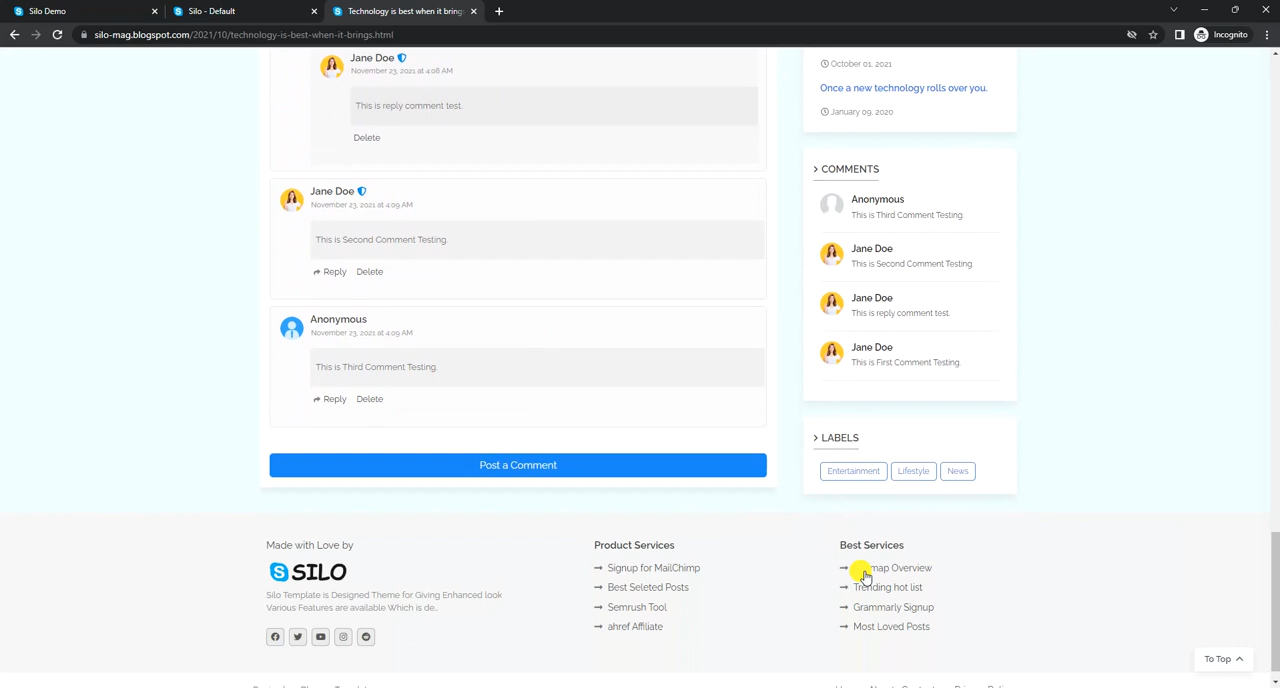 Silo Demo
Silo - Default
Technology is best when it brings
silo-mag.blogspot.com/2021/10/technology-is-best-when-it-brings.html
Incognito
Jane Doe
November 23, 2021 at 4:08 AM
This is reply comment test.
Delete
Jane Doe
November 23, 2021 at 4:09 AM
This is Second Comment Testing.
Reply Delete
Anonymous
November 23, 2021 at 4:09 AM
This is Third Comment Testing.
Reply Delete
Post a Comment
October 01, 2021
Once a new technology rolls over you.
January 09, 2020
COMMENTS
Anonymous
This is Third Comment Testing.
Jane Doe
This is Second Comment Testing.
Jane Doe
This is reply comment test.
Jane Doe
This is First Comment Testing.
LABELS
Entertainment Lifestyle News
Made with Love by
SILO
Silo Template is Designed Theme for Giving Enhanced look
Various Features are available Which is de..
Product Services
Signup for MailChimp
Best Seleted Posts
Semrush Tool
ahref Affiliate
Best Services
Overview
Trending hot list
Grammarly Signup
Most Loved Posts
To Top